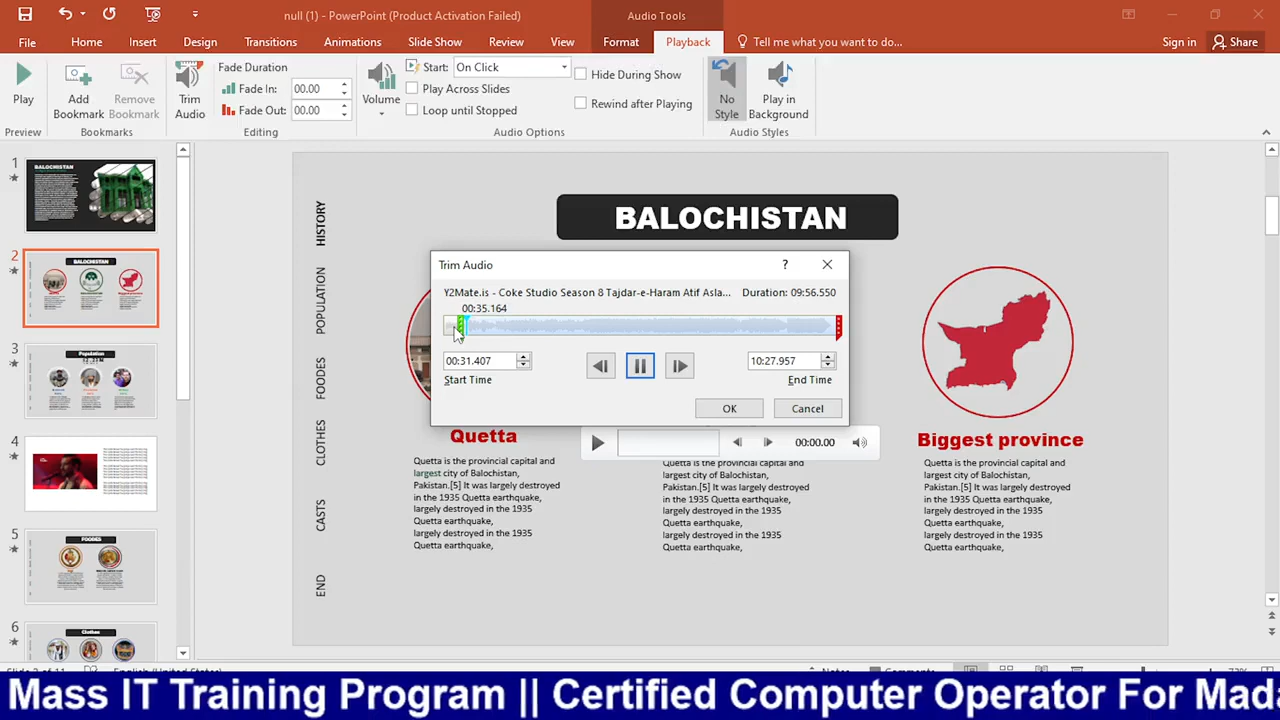 null (1) - PowerPoint (Product Activation Failed)
Audio Tools
File
Home
Insert
Design
Transitions
Animations
Slide Show
Review
View
Format
Playback
Tell me what you want to do...
Sign in
Share
Play
Add Bookmark
Remove Bookmark
Trim Audio
Fade Duration
Fade In: 00.00
Fade Out: 00.00
Volume
Start: On Click
Play Across Slides
Loop until Stopped
Hide During Show
Rewind after Playing
No Style
Play in Background
Preview
Bookmarks
Editing
Audio Options
Audio Styles
1
BALOCHISTAN
2
BALOCHISTAN
3
Population
4
5
FOODES
6
Clothes
HISTORY
POPULATION
FOODES
CLOTHES
CASTS
END
BALOCHISTAN
Trim Audio
?
Y2Mate.is - Coke Studio Season 8 Tajdar-e-Haram Atif Asla...
Duration: 09:56.550
00:35.164
00:31.407
10:27.957
Start Time
End Time
OK
Cancel
00:00.00
Quetta
Quetta is the provincial capital and
largest city of Balochistan,
Pakistan.[5] It was largely destroyed
in the 1935 Quetta earthquake,
largely destroyed in the 1935
Quetta earthquake,
largely destroyed in the 1935
Quetta earthquake,
Quetta is the provincial capital and
largest city of Balochistan,
Pakistan.[5] It was largely destroyed
in the 1935 Quetta earthquake,
largely destroyed in the 1935
Quetta earthquake,
largely destroyed in the 1935
Quetta earthquake,
Biggest province
Quetta is the provincial capital and
largest city of Balochistan,
Pakistan.[5] It was largely destroyed
in the 1935 Quetta earthquake,
largely destroyed in the 1935
Quetta earthquake,
largely destroyed in the 1935
Quetta earthquake,
Mass IT Training Program || Certified Computer Operator For Mada